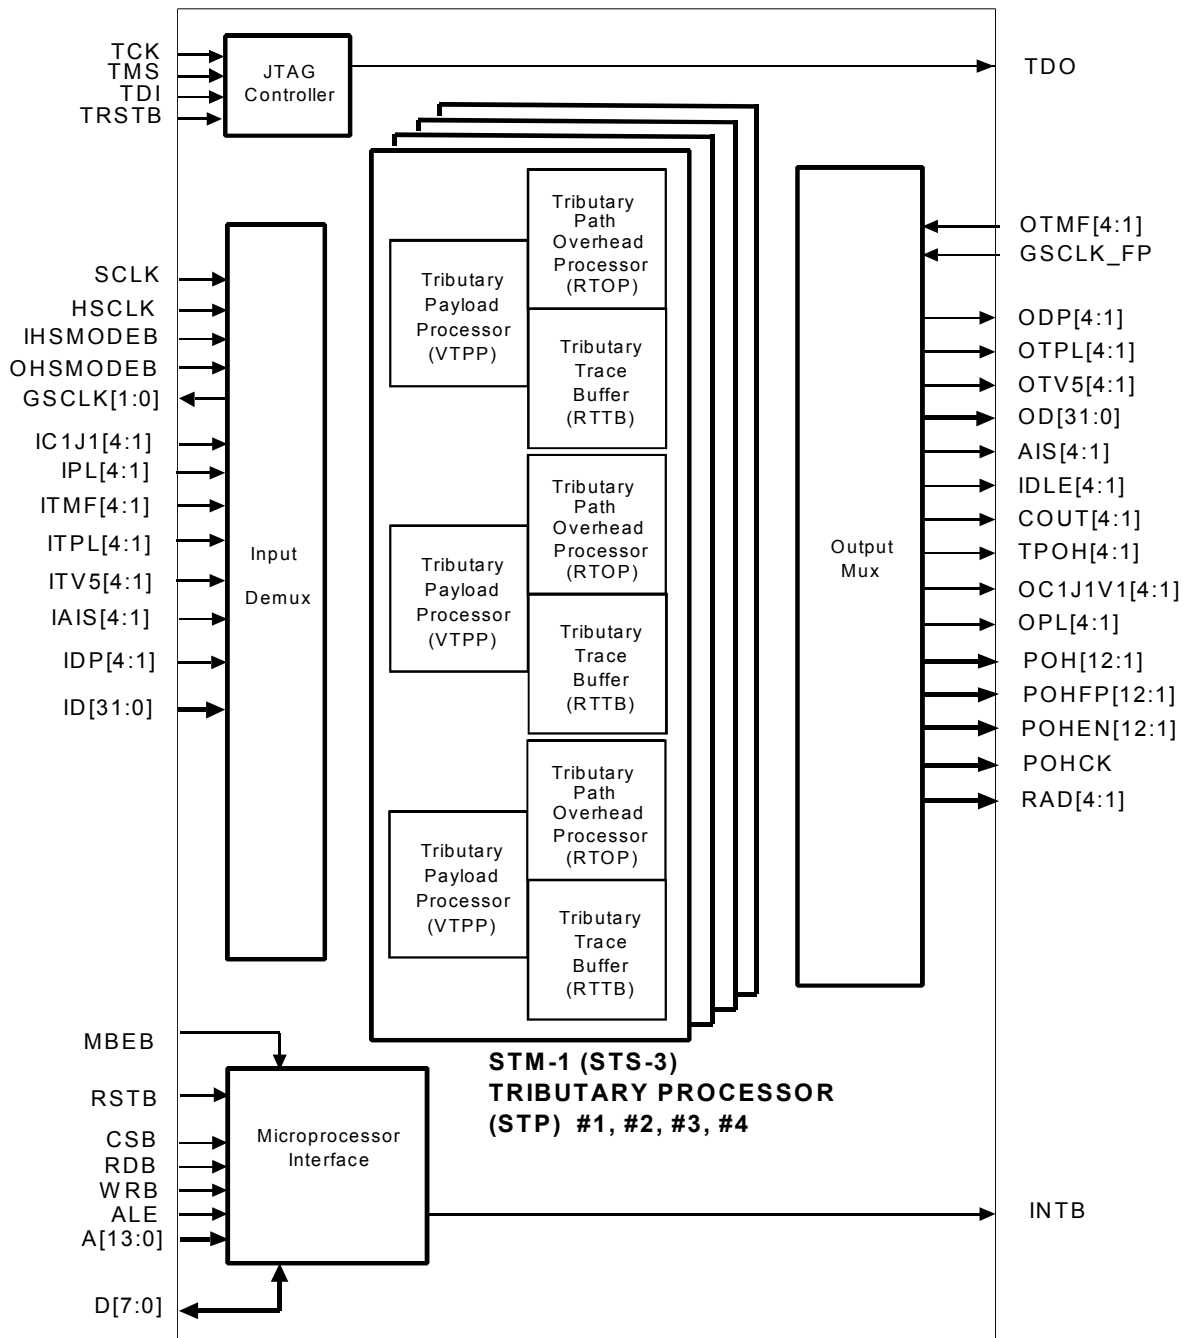 TCK
TMS
TDI
TRSTB
JTAG
Controller
TDO
SCLK
HSCLK
IHSMODEB
OHSMODEB
GSCLK[1:0]
IC1J1[4:1]
IPL[4:1]
ITMF[4:1]
ITPL[4:1]
ITV5[4:1]
IAIS[4:1]
IDP[4:1]
ID[31:0]
Input
Demux
Tributary
Payload
Processor
(VTPP)
Tributary
Path
Overhead
Processor
(RTOP)
Tributary
Trace
Buffer
(RTTB)
Tributary
Payload
Processor
(VTPP)
Tributary
Path
Overhead
Processor
(RTOP)
Tributary
Trace
Buffer
(RTTB)
Tributary
Payload
Processor
(VTPP)
Tributary
Path
Overhead
Processor
(RTOP)
Tributary
Trace
Buffer
(RTTB)
STM-1 (STS-3)
TRIBUTARY PROCESSOR
(STP) #1, #2, #3, #4
Output
Mux
OTMF[4:1]
GSCLK_FP
ODP[4:1]
OTPL[4:1]
OTV5[4:1]
OD[31:0]
AIS[4:1]
IDLE[4:1]
COUT[4:1]
TPOH[4:1]
OC1J1V1[4:1]
OPL[4:1]
POH[12:1]
POHFP[12:1]
POHEN[12:1]
POHCK
RAD[4:1]
MBEB
RSTB
CSB
RDB
WRB
ALE
A[13:0]
D[7:0]
Microprocessor
Interface
INTB